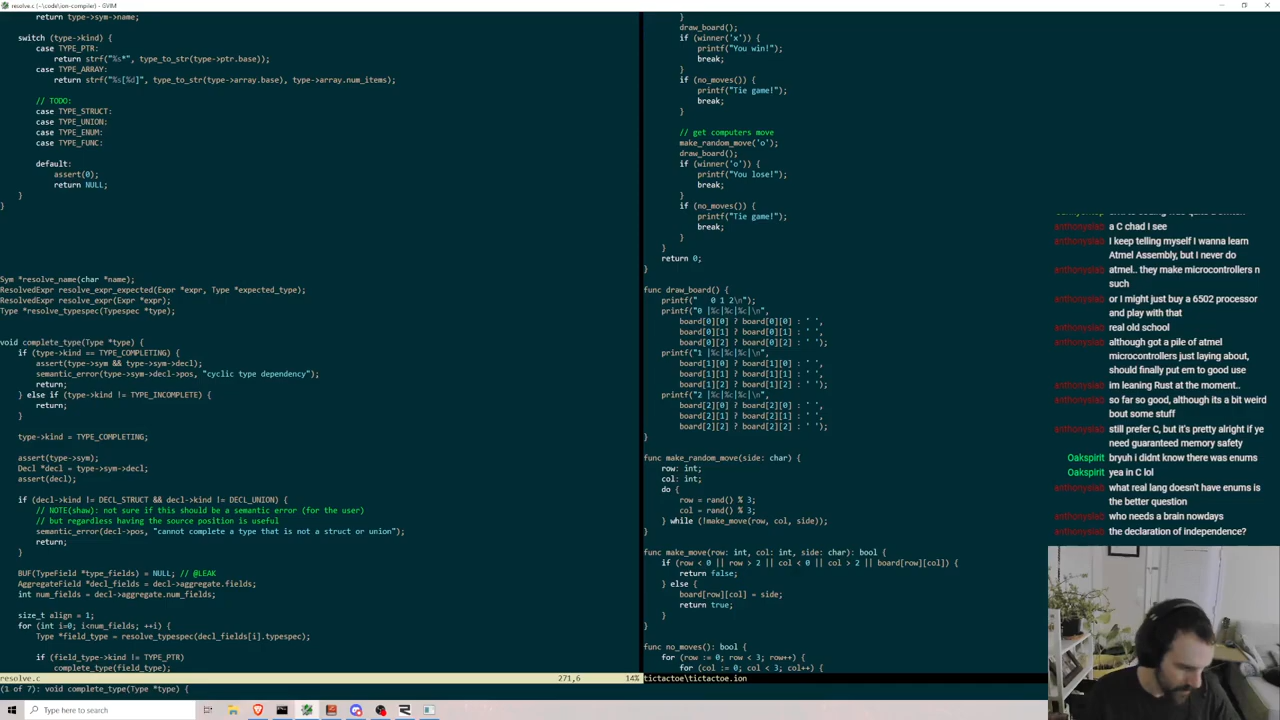 resolve.c (~\code\ion-compiler) - GVIM
return type->sym->name;
switch (type->kind) {
case TYPE_PTR:
return strf("%s*", type_to_str(type->ptr.base));
case TYPE_ARRAY:
return strf("%s[%d]", type_to_str(type->array.base), type->array.num_items);
// TODO:
case TYPE_STRUCT:
case TYPE_UNION:
case TYPE_ENUM:
case TYPE_FUNC:
default:
assert(0);
return NULL;
}
}
Sym *resolve_name(char *name);
ResolvedExpr resolve_expr_expected(Expr *expr, Type *expected_type);
ResolvedExpr resolve_expr(Expr *expr);
Type *resolve_typespec(Typespec *type);
void complete_type(Type *type) {
if (type->kind == TYPE_COMPLETING) {
assert(type->sym && type->sym->decl);
semantic_error(type->sym->decl->pos, "cyclic type dependency");
return;
} else if (type->kind != TYPE_INCOMPLETE) {
return;
}
type->kind = TYPE_COMPLETING;
assert(type->sym);
Decl *decl = type->sym->decl;
assert(decl);
if (decl->kind != DECL_STRUCT && decl->kind != DECL_UNION) {
// NOTE(shaw): not sure if this should be a semantic error (for the user)
// but regardless having the source position is useful
semantic_error(decl->pos, "cannot complete a type that is not a struct or union");
return;
}
BUF(TypeField *type_fields) = NULL; // @LEAK
AggregateField *decl_fields = decl->aggregate.fields;
int num_fields = decl->aggregate.num_fields;
size_t align = 1;
for (int i=0; i<num_fields; ++i) {
Type *field_type = resolve_typespec(decl_fields[i].typespec);
if (field_type->kind != TYPE_PTR)
complete_type(field_type);
resolve.c 271,6 14%
(1 of 7): void complete_type(Type *type) {
}
draw_board();
if (winner('x')) {
printf("You win!");
break;
}
if (no_moves()) {
printf("Tie game!");
break;
}
// get computers move
make_random_move('o');
draw_board();
if (winner('o')) {
printf("You lose!");
break;
}
if (no_moves()) {
printf("Tie game!");
break;
}
}
return 0;
}
func draw_board() {
printf("   0 1 2\n");
printf("0 |%c|%c|%c|\n",
board[0][0] ? board[0][0] : ' ',
board[0][1] ? board[0][1] : ' ',
board[0][2] ? board[0][2] : ' ');
printf("1 |%c|%c|%c|\n",
board[1][0] ? board[1][0] : ' ',
board[1][1] ? board[1][1] : ' ',
board[1][2] ? board[1][2] : ' ');
printf("2 |%c|%c|%c|\n",
board[2][0] ? board[2][0] : ' ',
board[2][1] ? board[2][1] : ' ',
board[2][2] ? board[2][2] : ' ');
}
func make_random_move(side: char) {
row: int;
col: int;
do {
row = rand() % 3;
col = rand() % 3;
} while (!make_move(row, col, side));
}
func make_move(row: int, col: int, side: char): bool {
if (row < 0 || row > 2 || col < 0 || col > 2 || board[row][col]) {
return false;
} else {
board[row][col] = side;
return true;
}
}
func no_moves(): bool {
for (row := 0; row < 3; row++) {
for (col := 0; col < 3; col++) {
tictactoe\tictactoe.ion
anthonyslab a C chad I see
anthonyslab I keep telling myself I wanna learn
Atmel Assembly, but I never do
anthonyslab atmel.. they make microcontrollers n
such
anthonyslab or I might just buy a 6502 processor
and play with that
anthonyslab real old school
anthonyslab although got a pile of atmel
microcontrollers just laying about,
should finally put em to good use
anthonyslab im leaning Rust at the moment..
anthonyslab so far so good, although its a bit weird
bout some stuff
anthonyslab still prefer C, but it's pretty alright if ye
need guaranteed memory safety
Oakspirit bryuh i didnt know there was enums
Oakspirit yea in C lol
anthonyslab what real lang doesn't have enums is
the better question
anthonyslab who needs a brain nowdays
anthonyslab the declaration of independence?
Type here to search